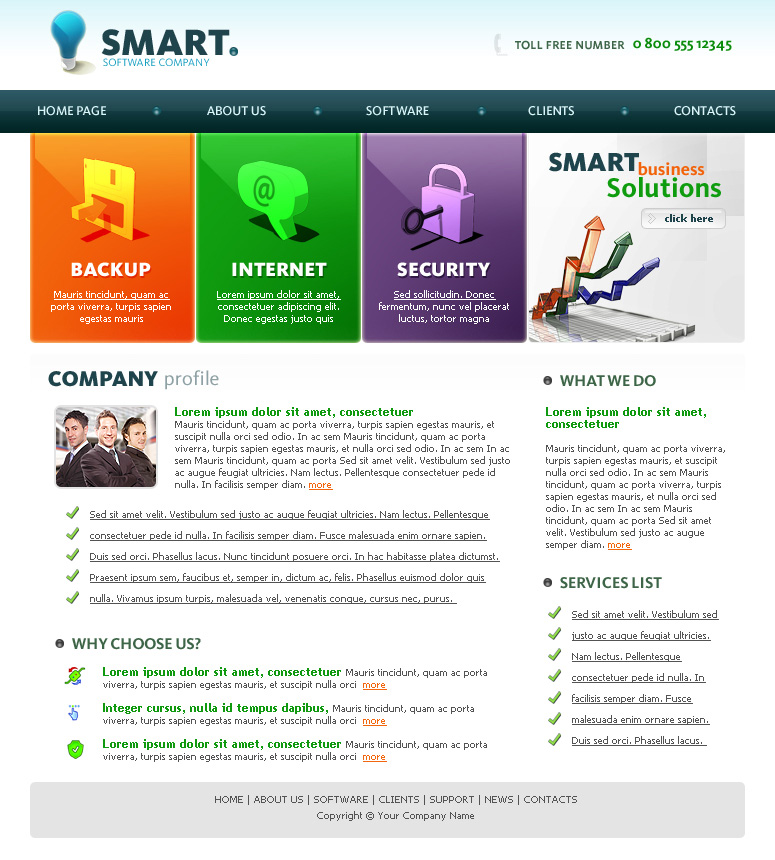 SMART.
SOFTWARE COMPANY
TOLL FREE NUMBER 0 800 555 12345
HOME PAGE ABOUT US SOFTWARE CLIENTS CONTACTS
BACKUP
Mauris tincidunt, quam ac
porta viverra, turpis sapien
egestas mauris
@
INTERNET
Lorem ipsum dolor sit amet,
consectetuer adipiscing elit.
Donec egestas justo quis
SECURITY
Sed sollicitudin. Donec
fermentum, nunc vel placerat
luctus, tortor magna
SMART business
Solutions
click here
COMPANY profile
Lorem ipsum dolor sit amet, consectetuer
Mauris tincidunt, quam ac porta viverra, turpis sapien egestas mauris, et
suscipit nulla orci sed odio. In ac sem Mauris tincidunt, quam ac porta
viverra, turpis sapien egestas mauris, et suscipit nulla orci sed odio. In ac
sem Mauris tincidunt, quam ac porta Sed sit amet velit. Vestibulum sed justo
ac augue feugiat ultricies. Nam lectus. Pellentesque consectetuer pede id
nulla. In facilisis semper diam. more
Sed sit amet velit. Vestibulum sed justo ac augue feugiat ultricies. Nam lectus. Pellentesque
consectetuer pede id nulla. In facilisis semper diam. Fusce malesuada enim ornare sapien.
Duis sed orci. Phasellus lacus. Nunc tincidunt posuere orci. In hac habitasse platea dictumst.
Praesent ipsum sem, faucibus et, semper in, dictum ac, felis. Phasellus euismod dolor quis
nulla. Vivamus ipsum turpis, malesuada vel, venenatis congue, cursus nec, purus.
WHY CHOOSE US?
Lorem ipsum dolor sit amet, consectetuer Mauris tincidunt, quam ac porta
viverra, turpis sapien egestas mauris, et suscipit nulla orci more
Integer cursus, nulla id tempus dapibus, Mauris tincidunt, quam ac porta
viverra, turpis sapien egestas mauris, et suscipit nulla orci more
Lorem ipsum dolor sit amet, consectetuer Mauris tincidunt, quam ac porta
viverra, turpis sapien egestas mauris, et suscipit nulla orci more
WHAT WE DO
Lorem ipsum dolor sit amet,
consectetuer
Mauris tincidunt, quam ac porta viverra,
turpis sapien egestas mauris, et suscipit
nulla orci sed odio. In ac sem Mauris
tincidunt, quam ac porta viverra, turpis
sapien egestas mauris, et nulla orci sed
odio. In ac sem In ac sem Mauris
tincidunt, quam ac porta Sed sit amet
velit. Vestibulum sed justo ac augue
semper diam. more
SERVICES LIST
Sed sit amet velit. Vestibulum sed
justo ac augue feugiat ultricies.
Nam lectus. Pellentesque
consectetuer pede id nulla. In
facilisis semper diam. Fusce
malesuada enim ornare sapien.
Duis sed orci. Phasellus lacus.
HOME | ABOUT US | SOFTWARE | CLIENTS | SUPPORT | NEWS | CONTACTS
Copyright © Your Company Name